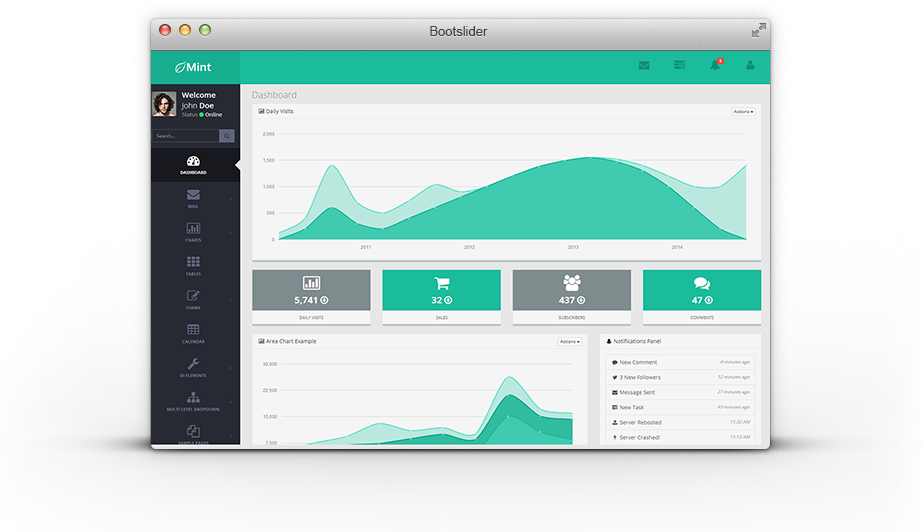 Bootslider
Mint
3
Welcome
John Doe
Status Online
Search...
DASHBOARD
MAIL
CHARTS
TABLES
FORMS
CALENDAR
UI ELEMENTS
MULTI LEVEL DROPDOWN
SAMPLE PAGES
Dashboard
Daily Visits
Actions
2,000
1,500
1,000
500
0
2011
2012
2013
2014
5,741
DAILY VISITS
32
SALES
437
SUBSCRIBERS
47
COMMENTS
Area Chart Example
Actions
30,000
22,500
15,000
7,500
Notifications Panel
New Comment 4 minutes ago
3 New Followers 12 minutes ago
Message Sent 27 minutes ago
New Task 43 minutes ago
Server Rebooted 11:32 AM
Server Crashed! 11:13 AM